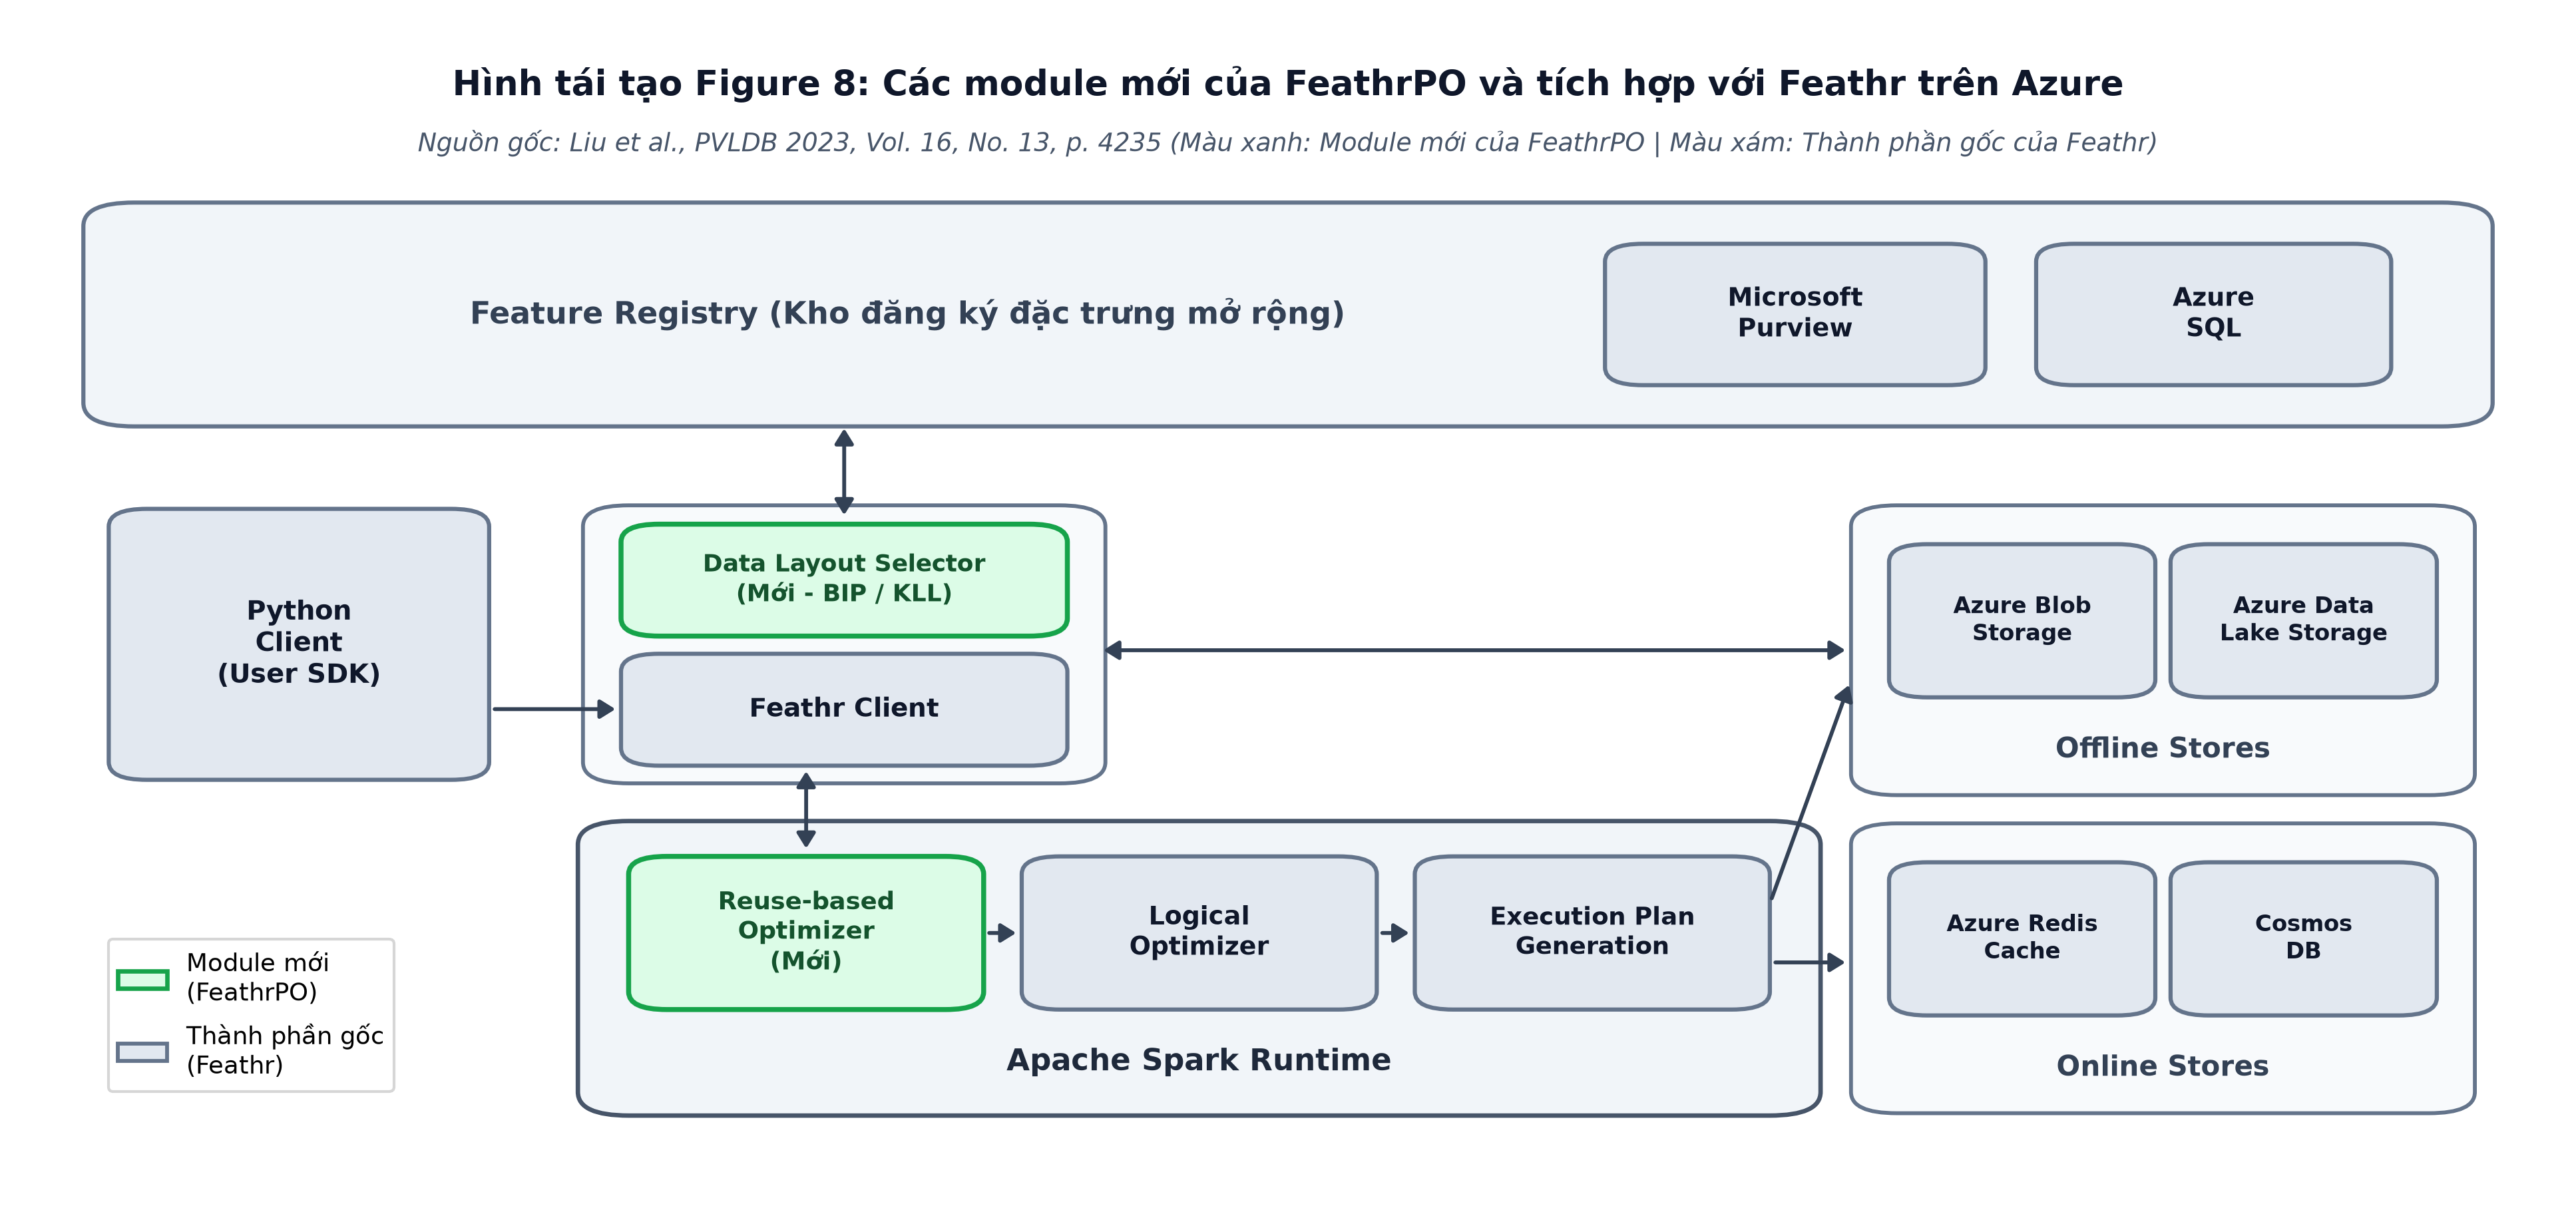 Hình tái tạo Figure 8: Các module mới của FeathrPO và tích hợp với Feathr trên Azure
Nguồn gốc: Liu et al., PVLDB 2023, Vol. 16, No. 13, p. 4235 (Màu xanh: Module mới của FeathrPO | Màu xám: Thành phần gốc của Feathr)
Feature Registry (Kho đăng ký đặc trưng mở rộng)
Microsoft
Purview
Azure
SQL
Python
Client
(User SDK)
Data Layout Selector
(Mới - BIP / KLL)
Feathr Client
Azure Blob
Storage
Azure Data
Lake Storage
Offline Stores
Reuse-based
Optimizer
(Mới)
Logical
Optimizer
Execution Plan
Generation
Apache Spark Runtime
Azure Redis
Cache
Cosmos
DB
Online Stores
Module mới
(FeathrPO)
Thành phần gốc
(Feathr)